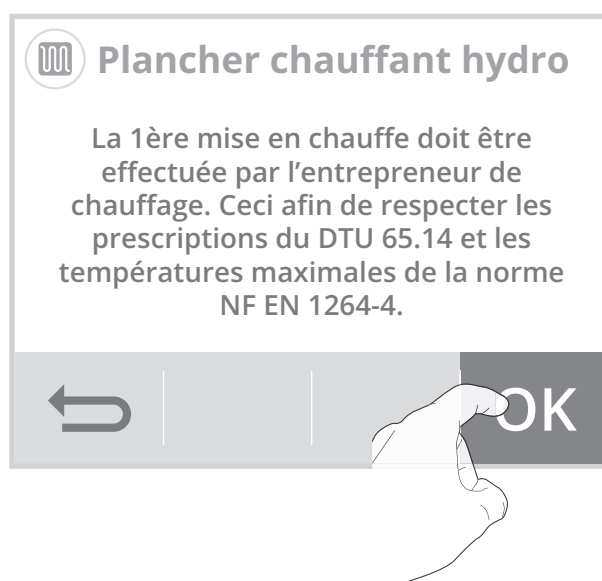 Plancher chauffant hydro
La 1ère mise en chauffe doit être
effectuée par l’entrepreneur de
chauffage. Ceci afin de respecter les
prescriptions du DTU 65.14 et les
températures maximales de la norme
NF EN 1264-4.
OK